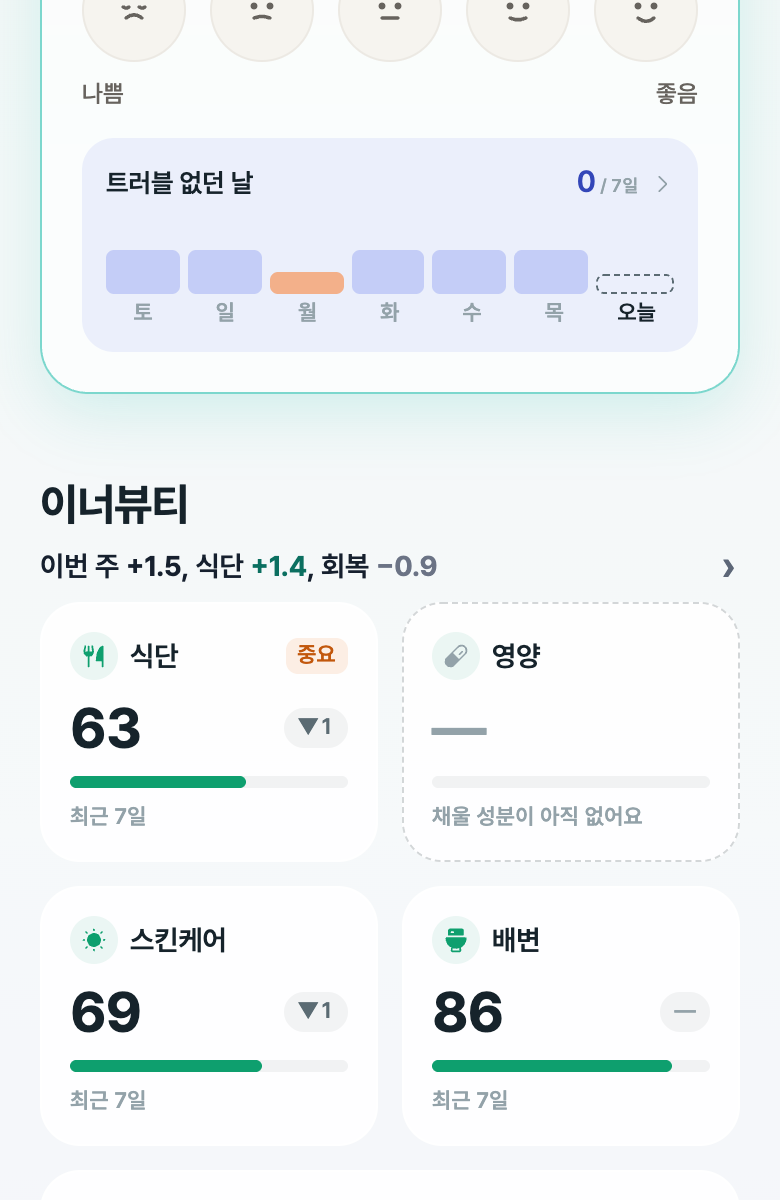 나쁨 좋음
트러블 없던 날 0 / 7일
토 일 월 화 수 목 오늘
이너뷰티
이번 주 +1.5, 식단 +1.4, 회복 −0.9 ›
식단 중요
63 ▼1
최근 7일
영양
—
채울 성분이 아직 없어요
스킨케어
69 ▼1
최근 7일
배변
86 —
최근 7일